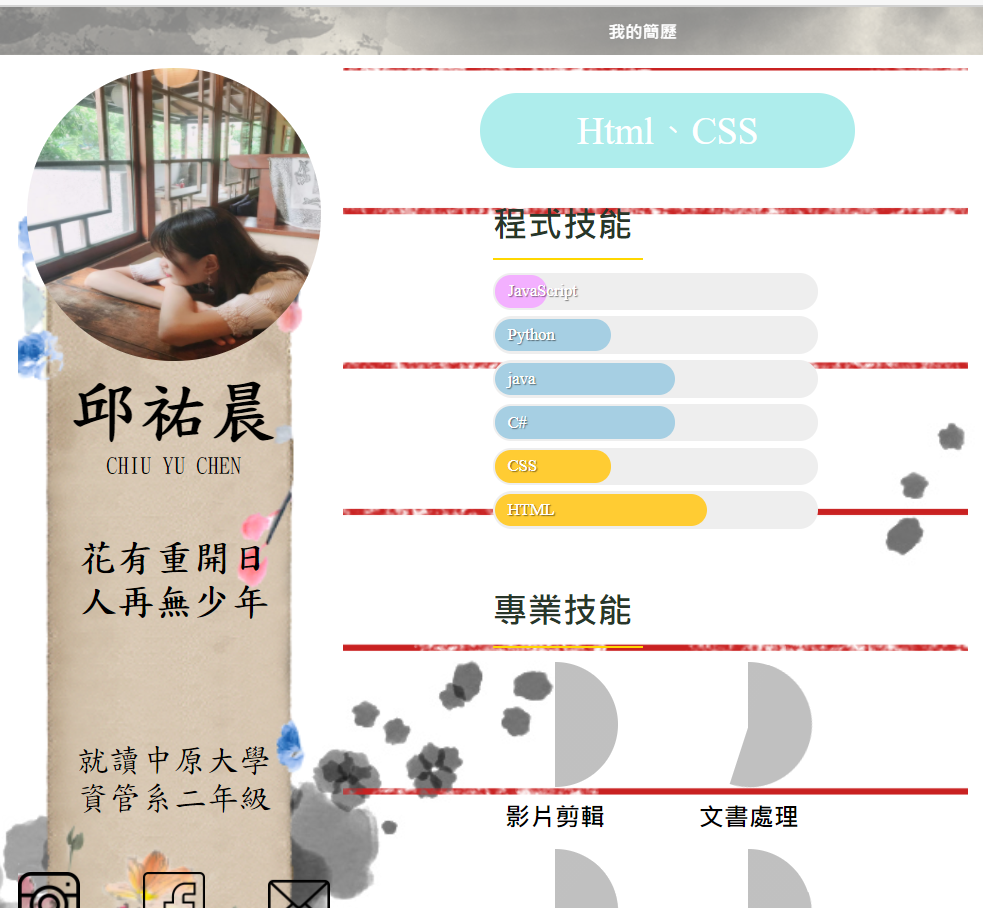 我的簡歷
邱祐晨
CHIU YU CHEN
花有重開日
人再無少年
就讀中原大學
資管系二年級
Html、CSS
程式技能
JavaScript
Python
java
C#
CSS
HTML
專業技能
影片剪輯
文書處理